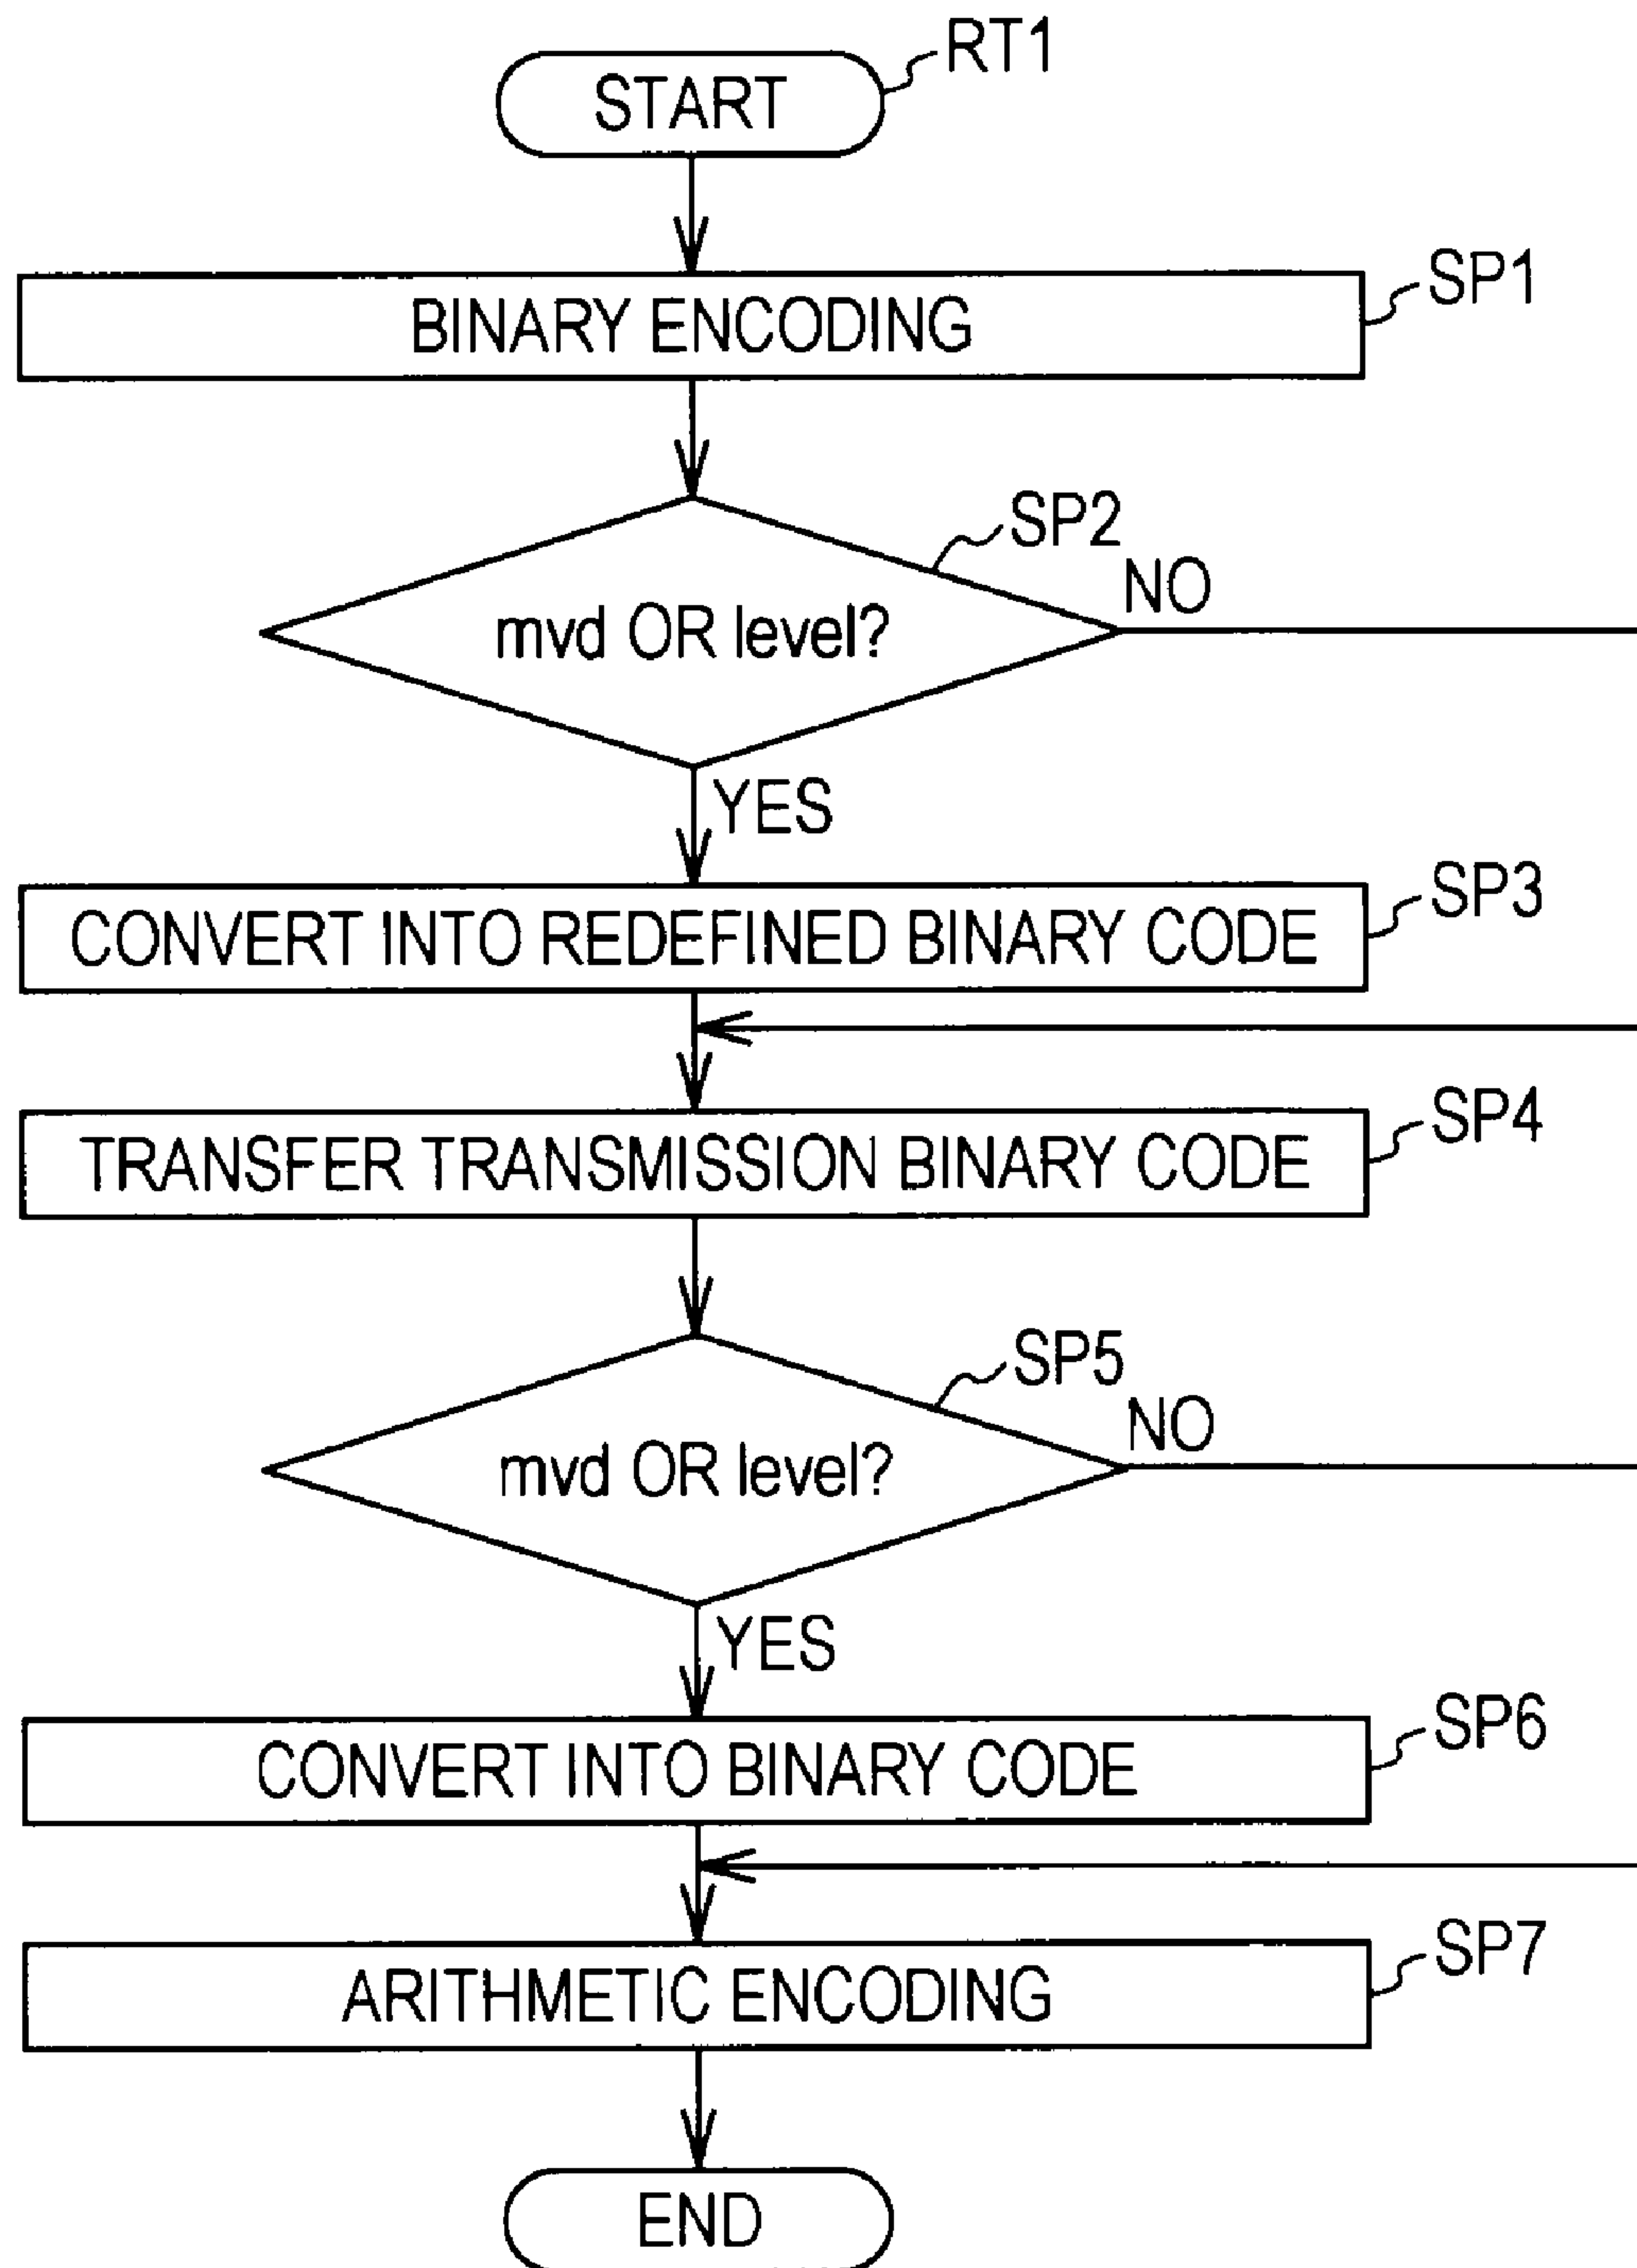 RT1
START
SP1
BINARY ENCODING
SP2
NO
mvd OR level?
YES
SP3
CONVERT INTO REDEFINED BINARY CODE
SP4
TRANSFER TRANSMISSION BINARY CODE
SP5
NO
mvd OR level?
YES
SP6
CONVERT INTO BINARY CODE
SP7
ARITHMETIC ENCODING
END